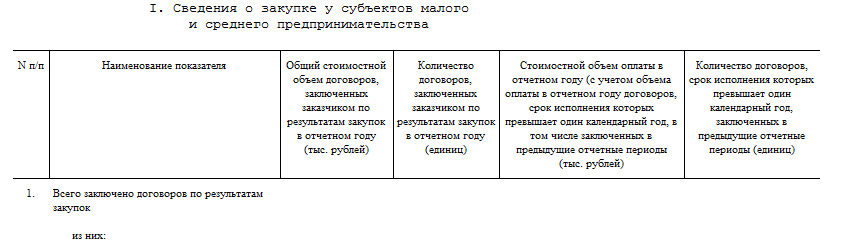 I. Сведения о закупке у субъектов малого
и среднего предпринимательства
N п/п
Наименование показателя
Общий стоимостной
объем договоров,
заключенных
заказчиком по
результатам закупок
в отчетном году
(тыс. рублей)
Количество
договоров,
заключенных
заказчиком по
результатам закупок
в отчетном году
(единиц)
Стоимостной объем оплаты в
отчетном году (с учетом объема
оплаты в отчетном году договоров,
срок исполнения которых
превышает один календарный год, в
том числе заключенных в
предыдущие отчетные периоды
(тыс. рублей)
Количество договоров,
срок исполнения которых
превышает один
календарный год,
заключенных в
предыдущие отчетные
периоды (единиц)
1.
Всего заключено договоров по результатам
закупок
из них: